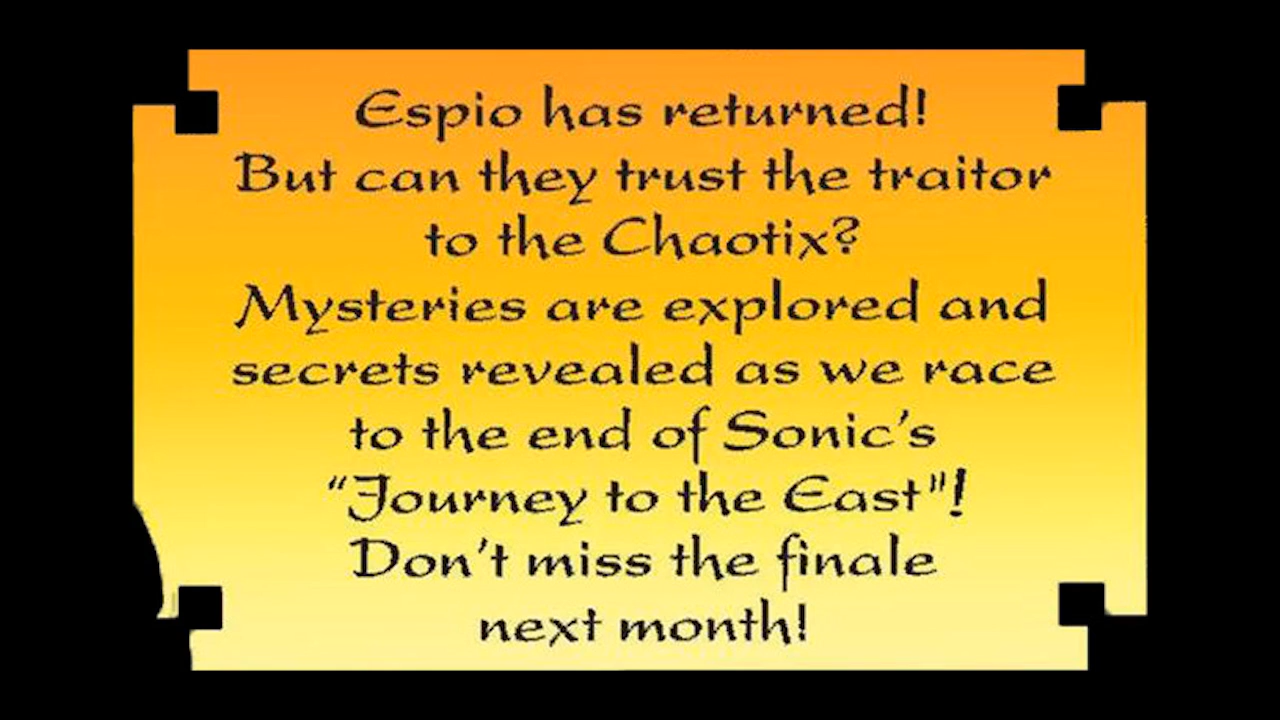 Espio has returned!
But can they trust the traitor
to the Chaotix?
Mysteries are explored and
secrets revealed as we race
to the end of Sonic's
"Journey to the East"!
Don't miss the finale
next month!